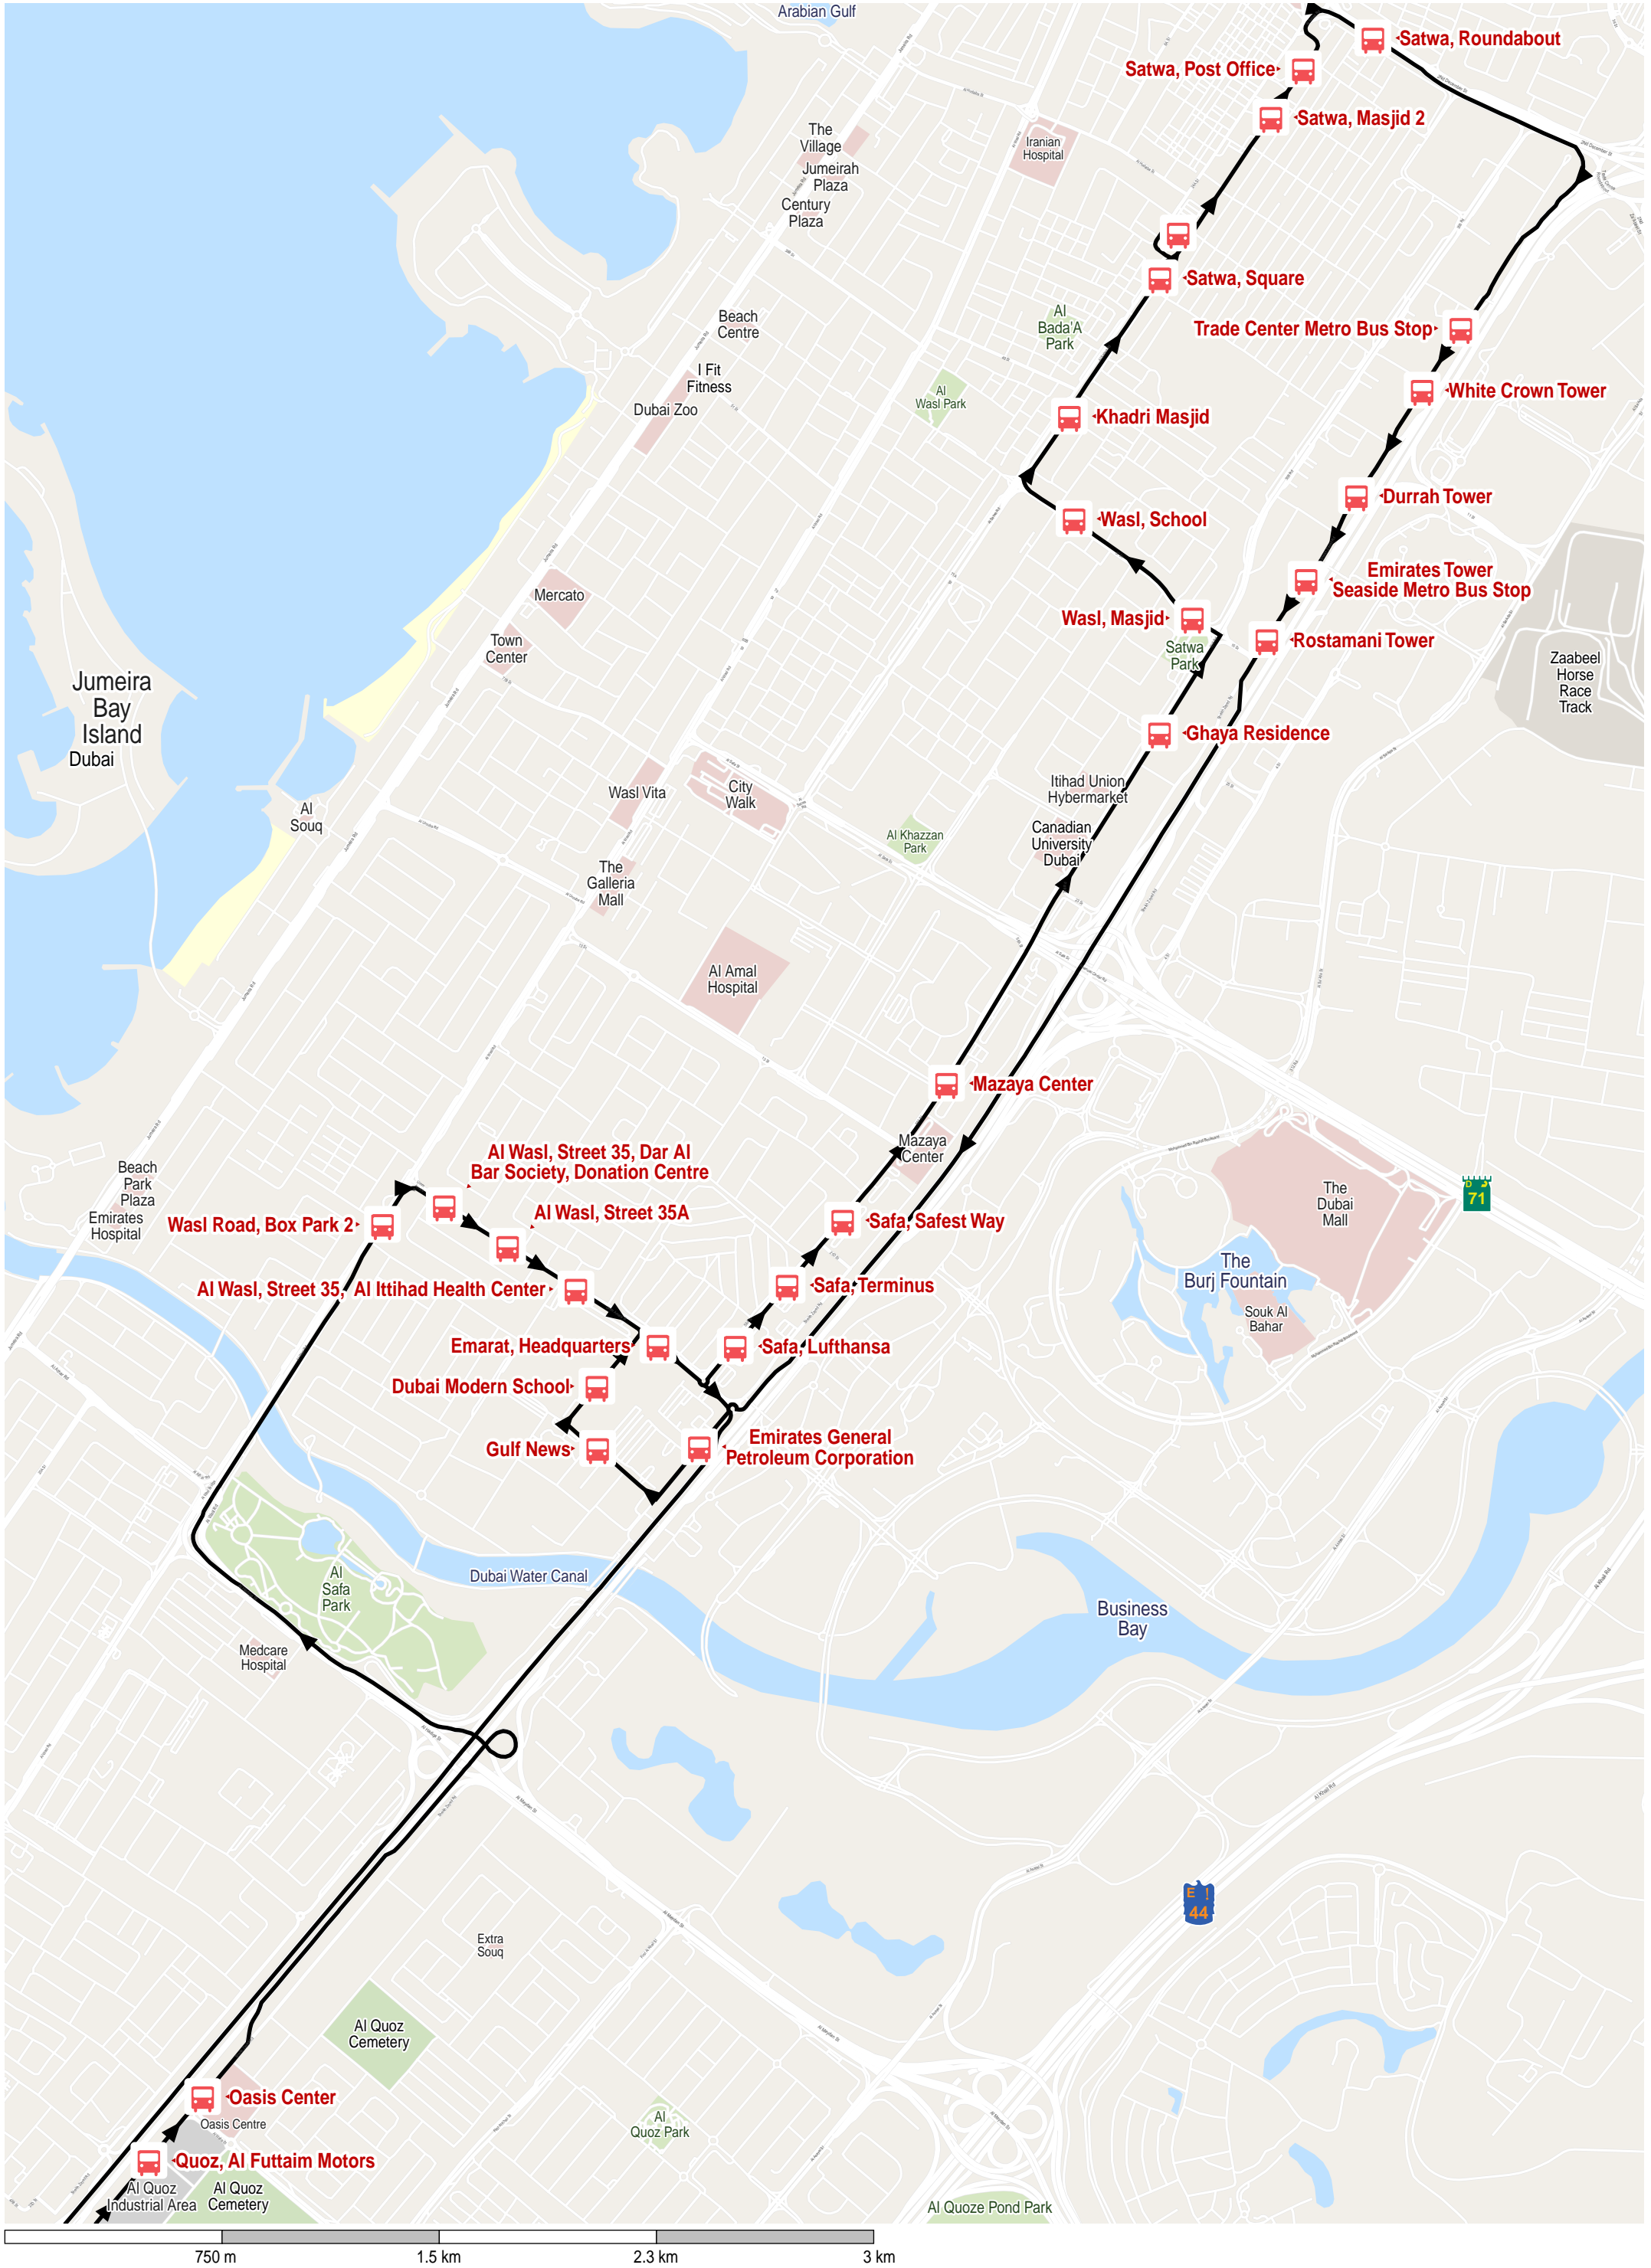 Arabian Gulf
Satwa, Roundabout
Satwa, Post Office
Satwa, Masjid 2
The
Village
Iranian
Hospital
Jumeirah
Plaza
Century
Plaza
Satwa, Square
Al
Bada'A
Park
Beach
Centre
Trade Center Metro Bus Stop
I Fit
Fitness
Al
Wasl Park
White Crown Tower
Dubai Zoo
Khadri Masjid
Durrah Tower
Wasl, School
Emirates Tower
Seaside Metro Bus Stop
Mercato
Wasl, Masjid
Town
Center
Satwa
Park
Rostamani Tower
Zaabeel
Horse
Race
Track
Jumeira
Bay
Island
Dubai
Ghaya Residence
Wasl Vita
City
Walk
Itihad Union
Hybermarket
Al
Souq
Al Khazzan
Park
Canadian
University
Dubai
The
Galleria
Mall
Al Amal
Hospital
Mazaya Center
Mazaya
Center
Al Wasl, Street 35, Dar Al
Bar Society, Donation Centre
Beach
Park
Plaza
Emirates
Hospital
Wasl Road, Box Park 2
Al Wasl, Street 35A
Safa, Safest Way
The
Dubai
Mall
D
71
The
Burj Fountain
Al Wasl, Street 35, Al Ittihad Health Center
Safa, Terminus
Souk Al
Bahar
Emarat, Headquarters
Safa, Lufthansa
Dubai Modern School
Gulf News
Emirates General
Petroleum Corporation
Al
Safa
Park
Dubai Water Canal
Business
Bay
Medcare
Hospital
Al Khail Rd
Al Khail Rd
E
44
Extra
Souq
Al Quoz
Cemetery
Oasis Center
Oasis Centre
Al
Quoz Park
Quoz, Al Futtaim Motors
Al Quoz
Industrial Area
Al Quoz
Cemetery
Al Quoze Pond Park
750 m
1.5 km
2.3 km
3 km